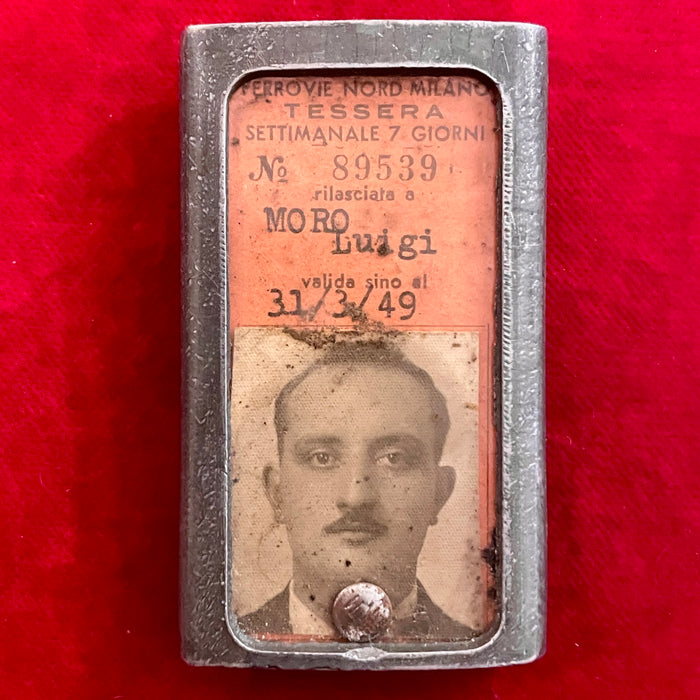 FERROVIE NORD MILANO
TESSERA
SETTIMANALE 7 GIORNI
No 89539
rilasciata a
MORO
Luigi
valida sino al
31/3/49